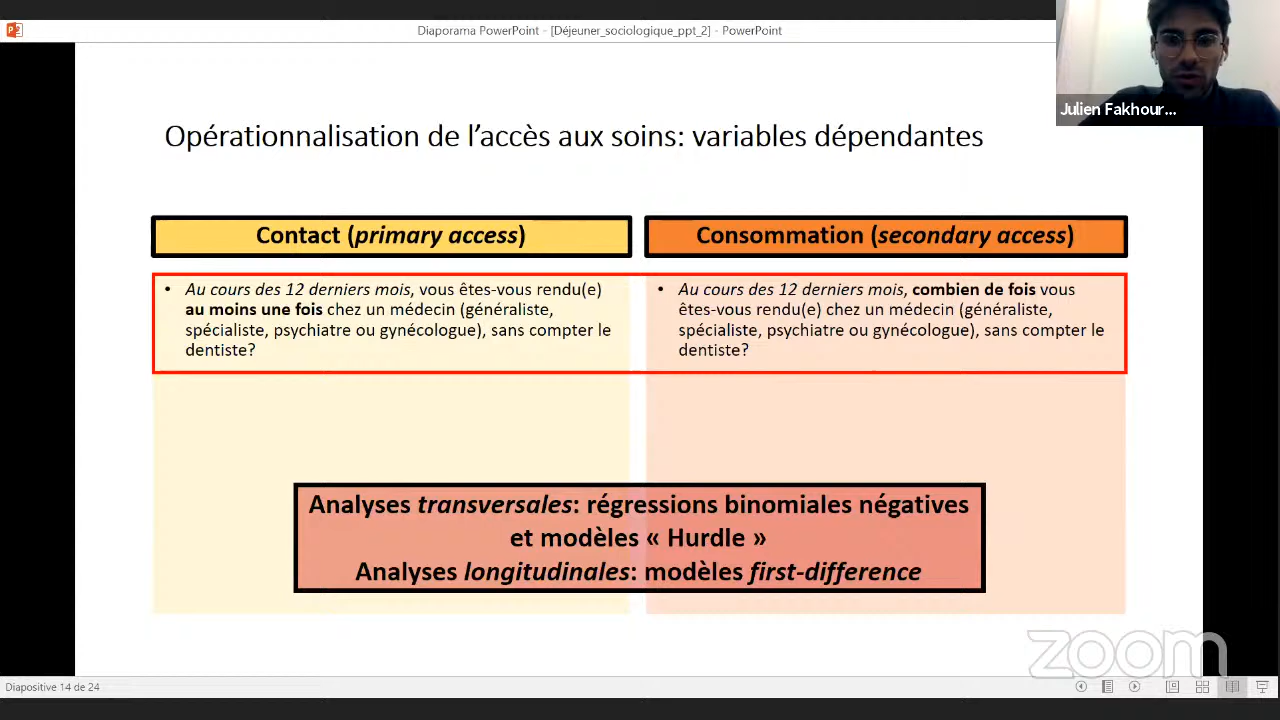 Diaporama PowerPoint - [Déjeuner_sociologique_ppt_2] - PowerPoint
Julien Fakhour...
Opérationnalisation de l’accès aux soins: variables dépendantes
Contact (primary access)
• Au cours des 12 derniers mois, vous êtes-vous rendu(e)
au moins une fois chez un médecin (généraliste,
spécialiste, psychiatre ou gynécologue), sans compter le
dentiste?
Consommation (secondary access)
• Au cours des 12 derniers mois, combien de fois vous
êtes-vous rendu(e) chez un médecin (généraliste,
spécialiste, psychiatre ou gynécologue), sans compter le
dentiste?
Analyses transversales: régressions binomiales négatives
et modèles « Hurdle »
Analyses longitudinales: modèles first-difference
zoom
Diapositive 14 de 24